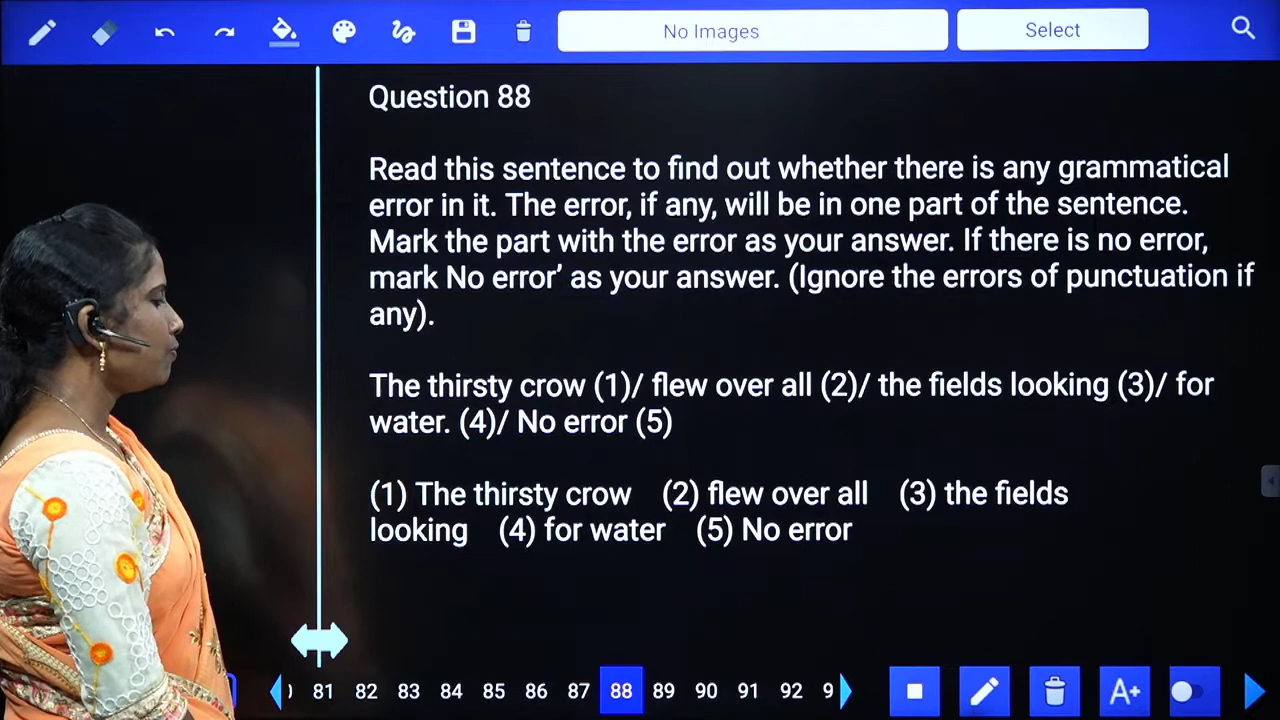 No Images
Select
Question 88
Read this sentence to find out whether there is any grammatical
error in it. The error, if any, will be in one part of the sentence.
Mark the part with the error as your answer. If there is no error,
mark No error’ as your answer. (Ignore the errors of punctuation if
any).
The thirsty crow (1)/ flew over all (2)/ the fields looking (3)/ for
water. (4)/ No error (5)
(1) The thirsty crow (2) flew over all (3) the fields
looking (4) for water (5) No error
81 82 83 84 85 86 87 88 89 90 91 92 9
A+